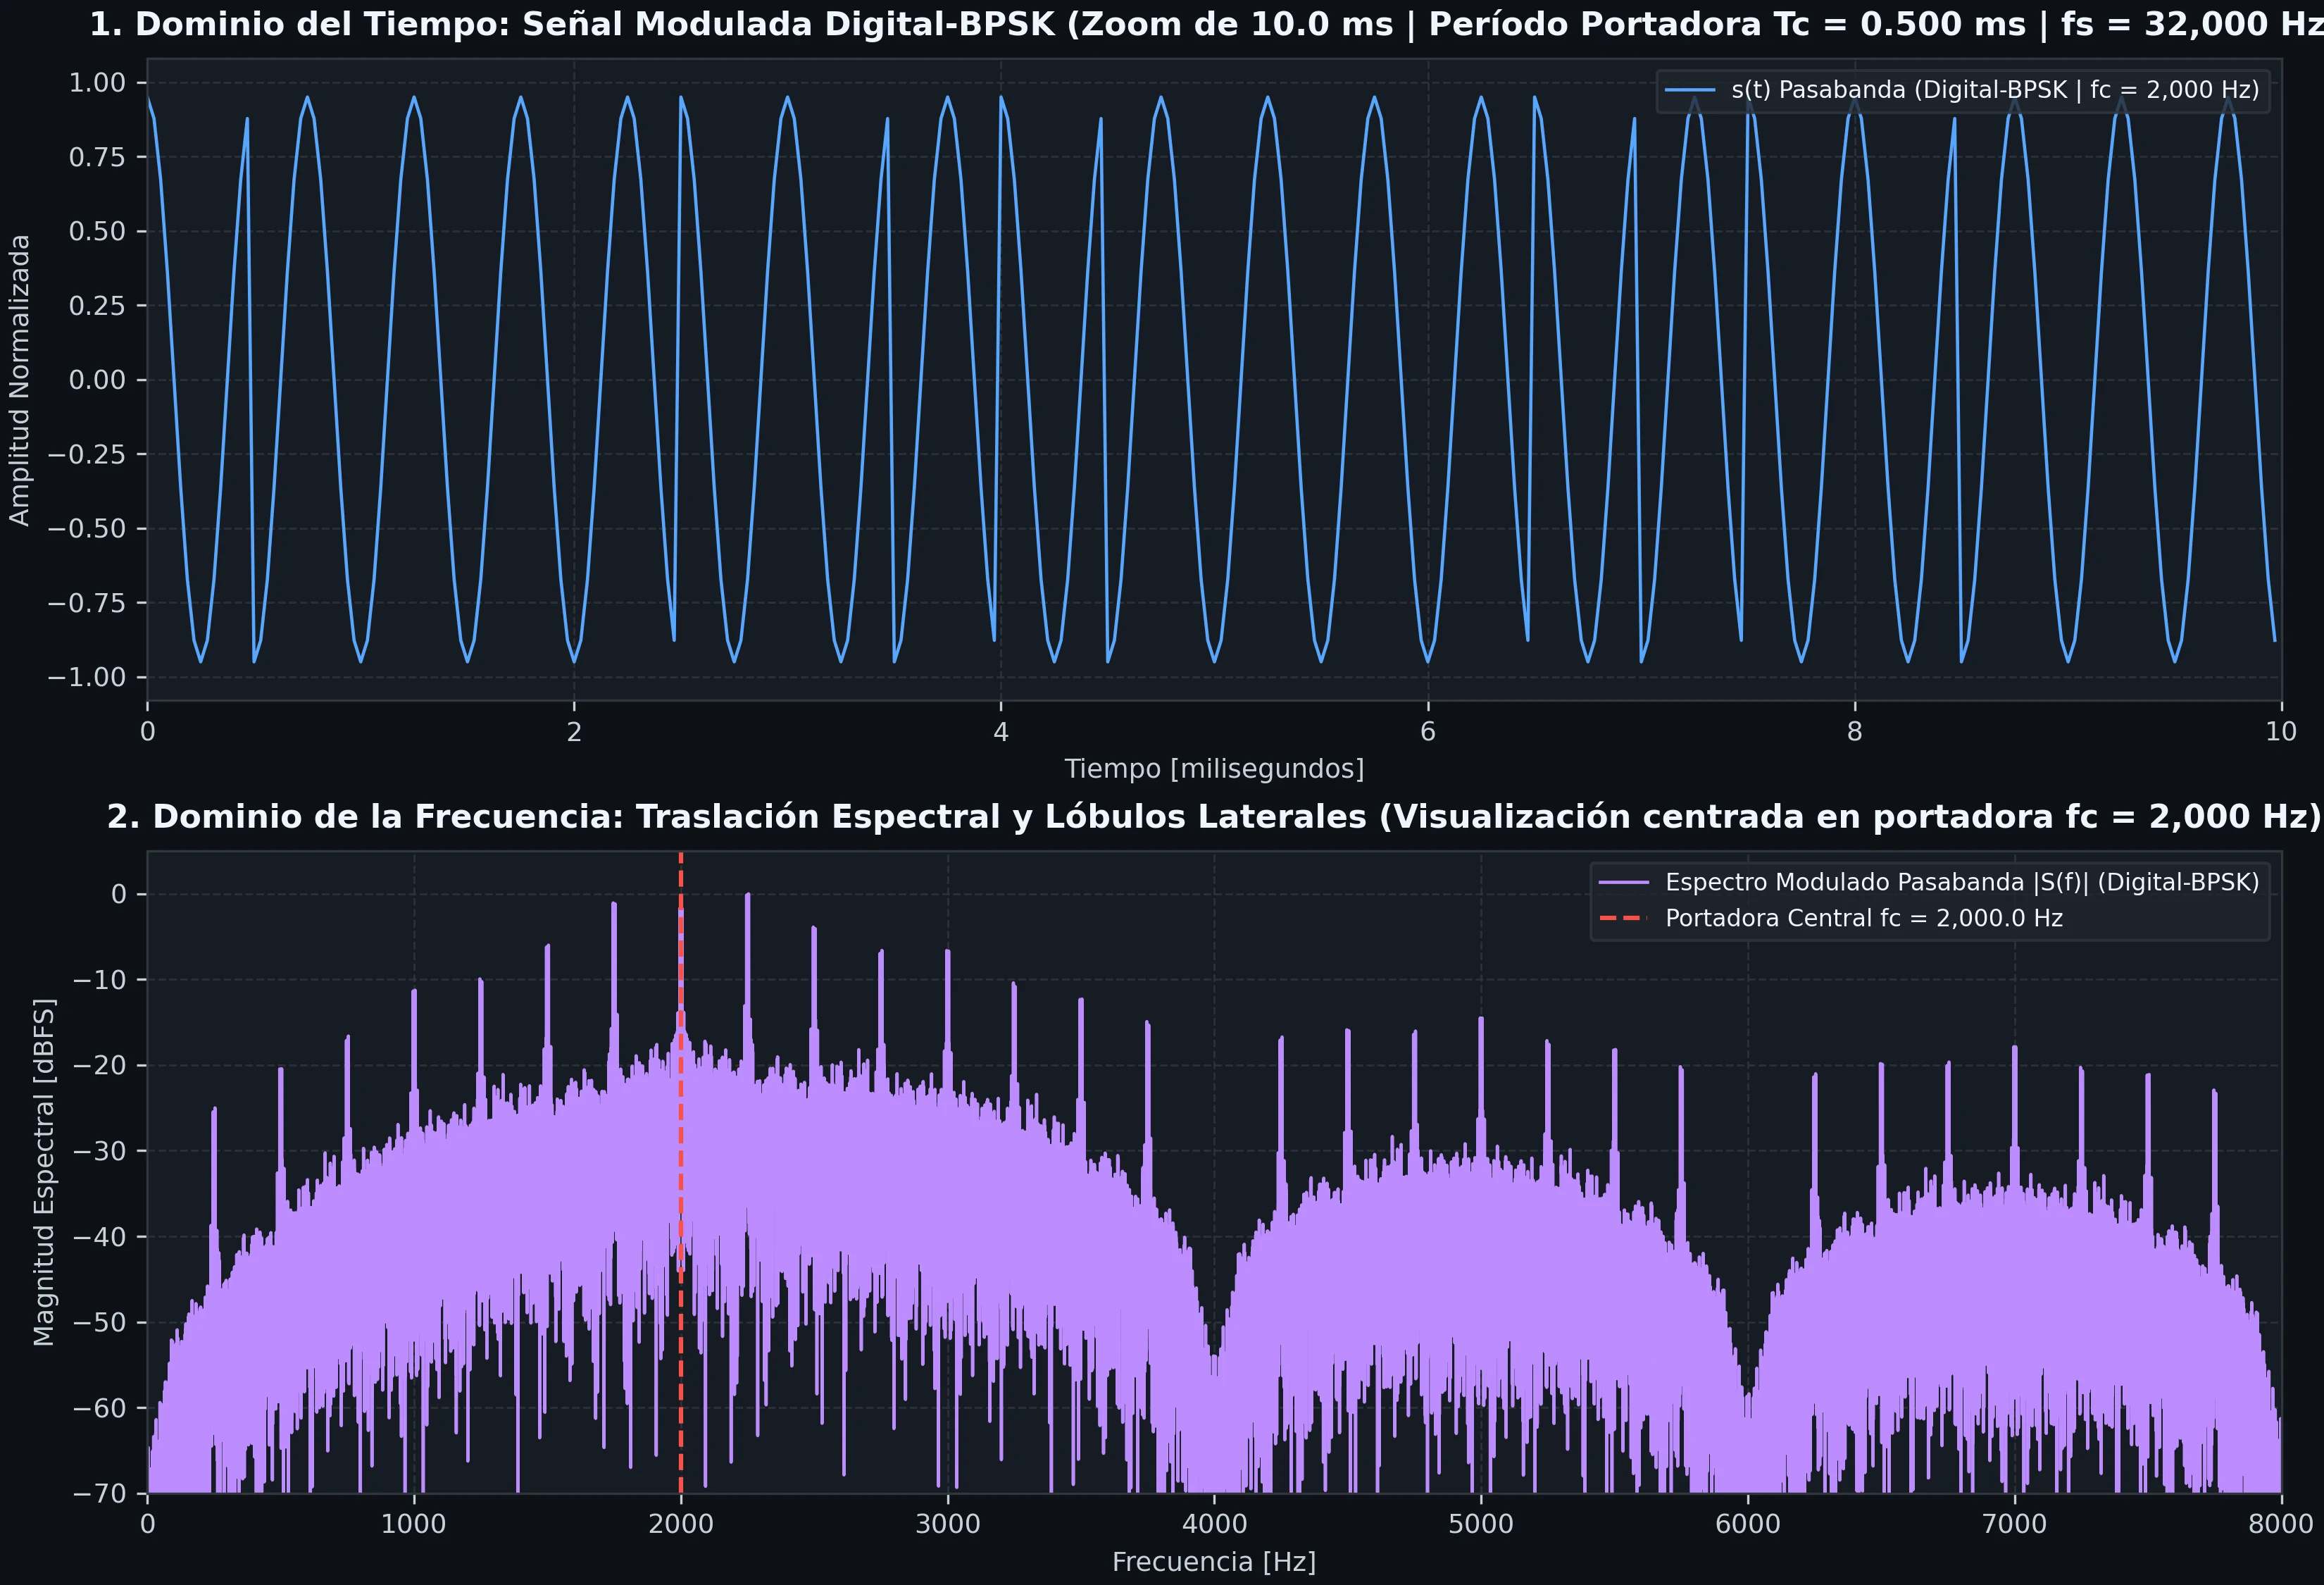 1. Dominio del Tiempo: Señal Modulada Digital-BPSK (Zoom de 10.0 ms | Período Portadora Tc = 0.500 ms | fs = 32,000 Hz
s(t) Pasabanda (Digital-BPSK | fc = 2,000 Hz)
Amplitud Normalizada
1.00
0.75
0.50
0.25
0.00
−0.25
−0.50
−0.75
−1.00
0 2 4 6 8 10
Tiempo [milisegundos]
2. Dominio de la Frecuencia: Traslación Espectral y Lóbulos Laterales (Visualización centrada en portadora fc = 2,000 Hz)
Espectro Modulado Pasabanda |S(f)| (Digital-BPSK)
Portadora Central fc = 2,000.0 Hz
Magnitud Espectral [dBFS]
0
−10
−20
−30
−40
−50
−60
−70
0 1000 2000 3000 4000 5000 6000 7000 8000
Frecuencia [Hz]